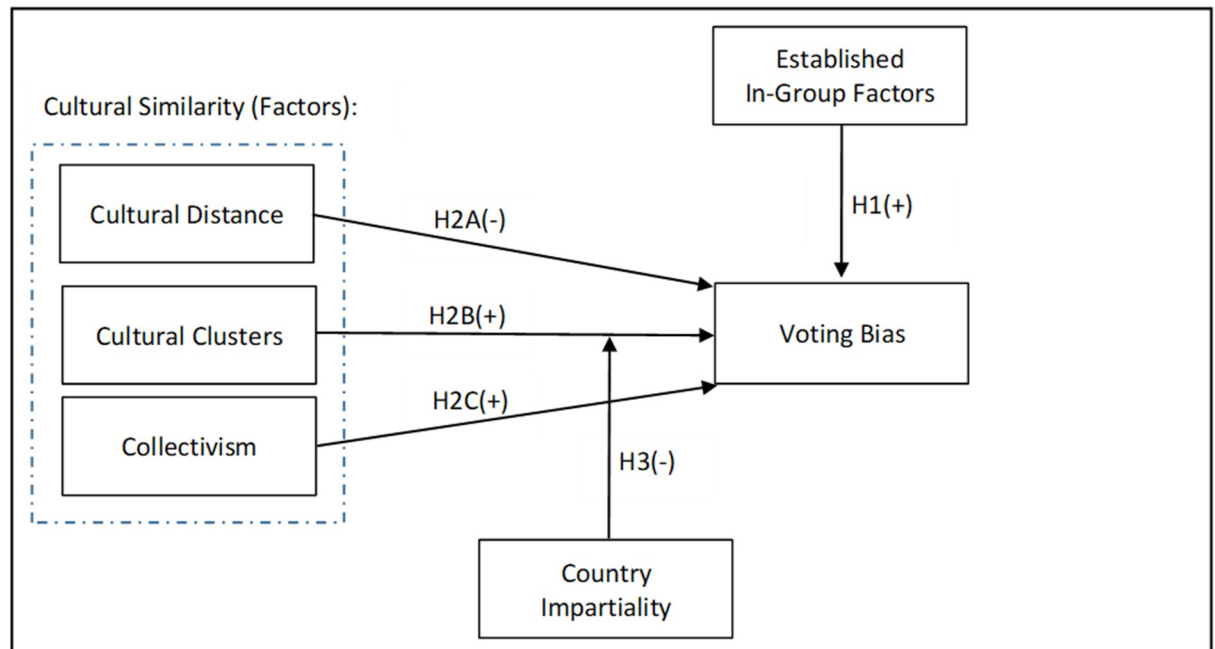 Established
In-Group Factors
Cultural Similarity (Factors):
Cultural Distance
H2A(-)
H1(+)
Cultural Clusters
H2B(+)
Voting Bias
Collectivism
H2C(+)
H3(-)
Country
Impartiality